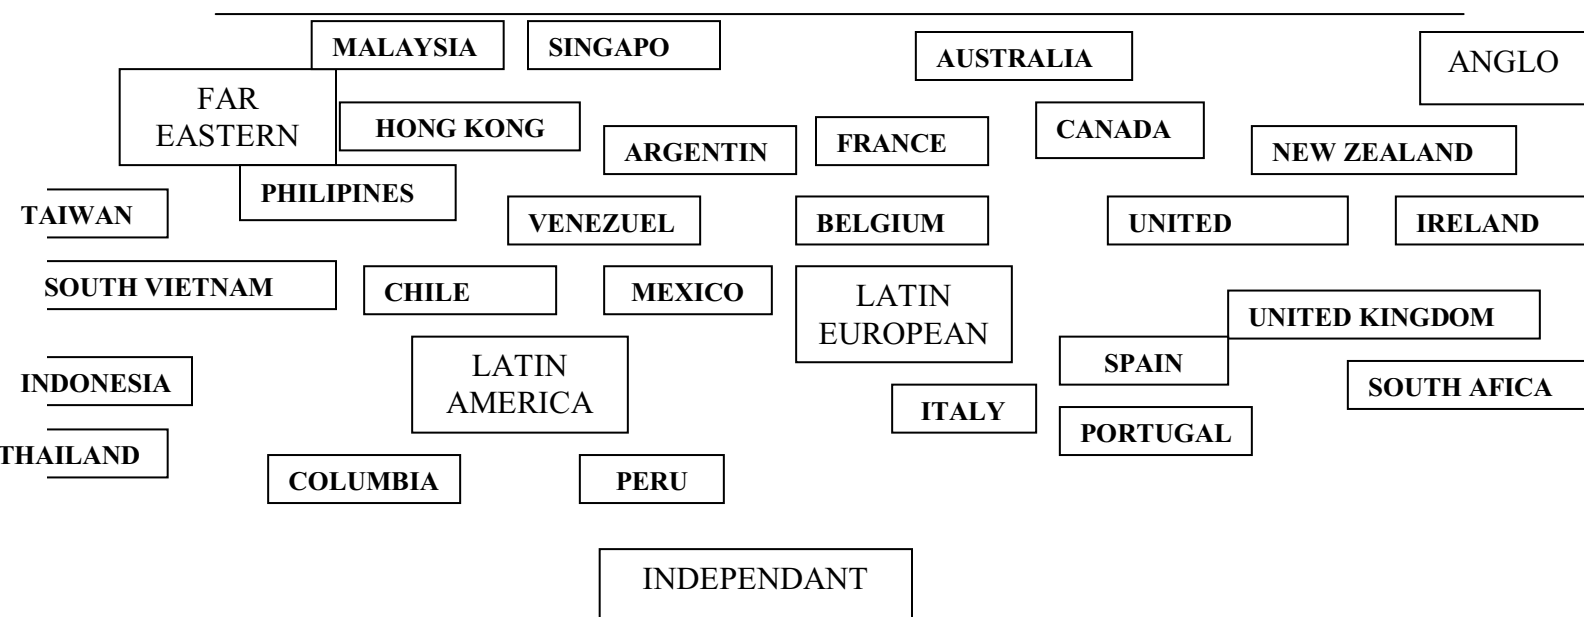 MALAYSIA
SINGAPO
AUSTRALIA
ANGLO
FAR
EASTERN
HONG KONG
ARGENTIN
FRANCE
CANADA
NEW ZEALAND
PHILIPINES
TAIWAN
VENEZUEL
BELGIUM
UNITED
IRELAND
SOUTH VIETNAM
CHILE
MEXICO
LATIN
EUROPEAN
UNITED KINGDOM
LATIN
AMERICA
SPAIN
INDONESIA
ITALY
SOUTH AFICA
PORTUGAL
THAILAND
COLUMBIA
PERU
INDEPENDANT